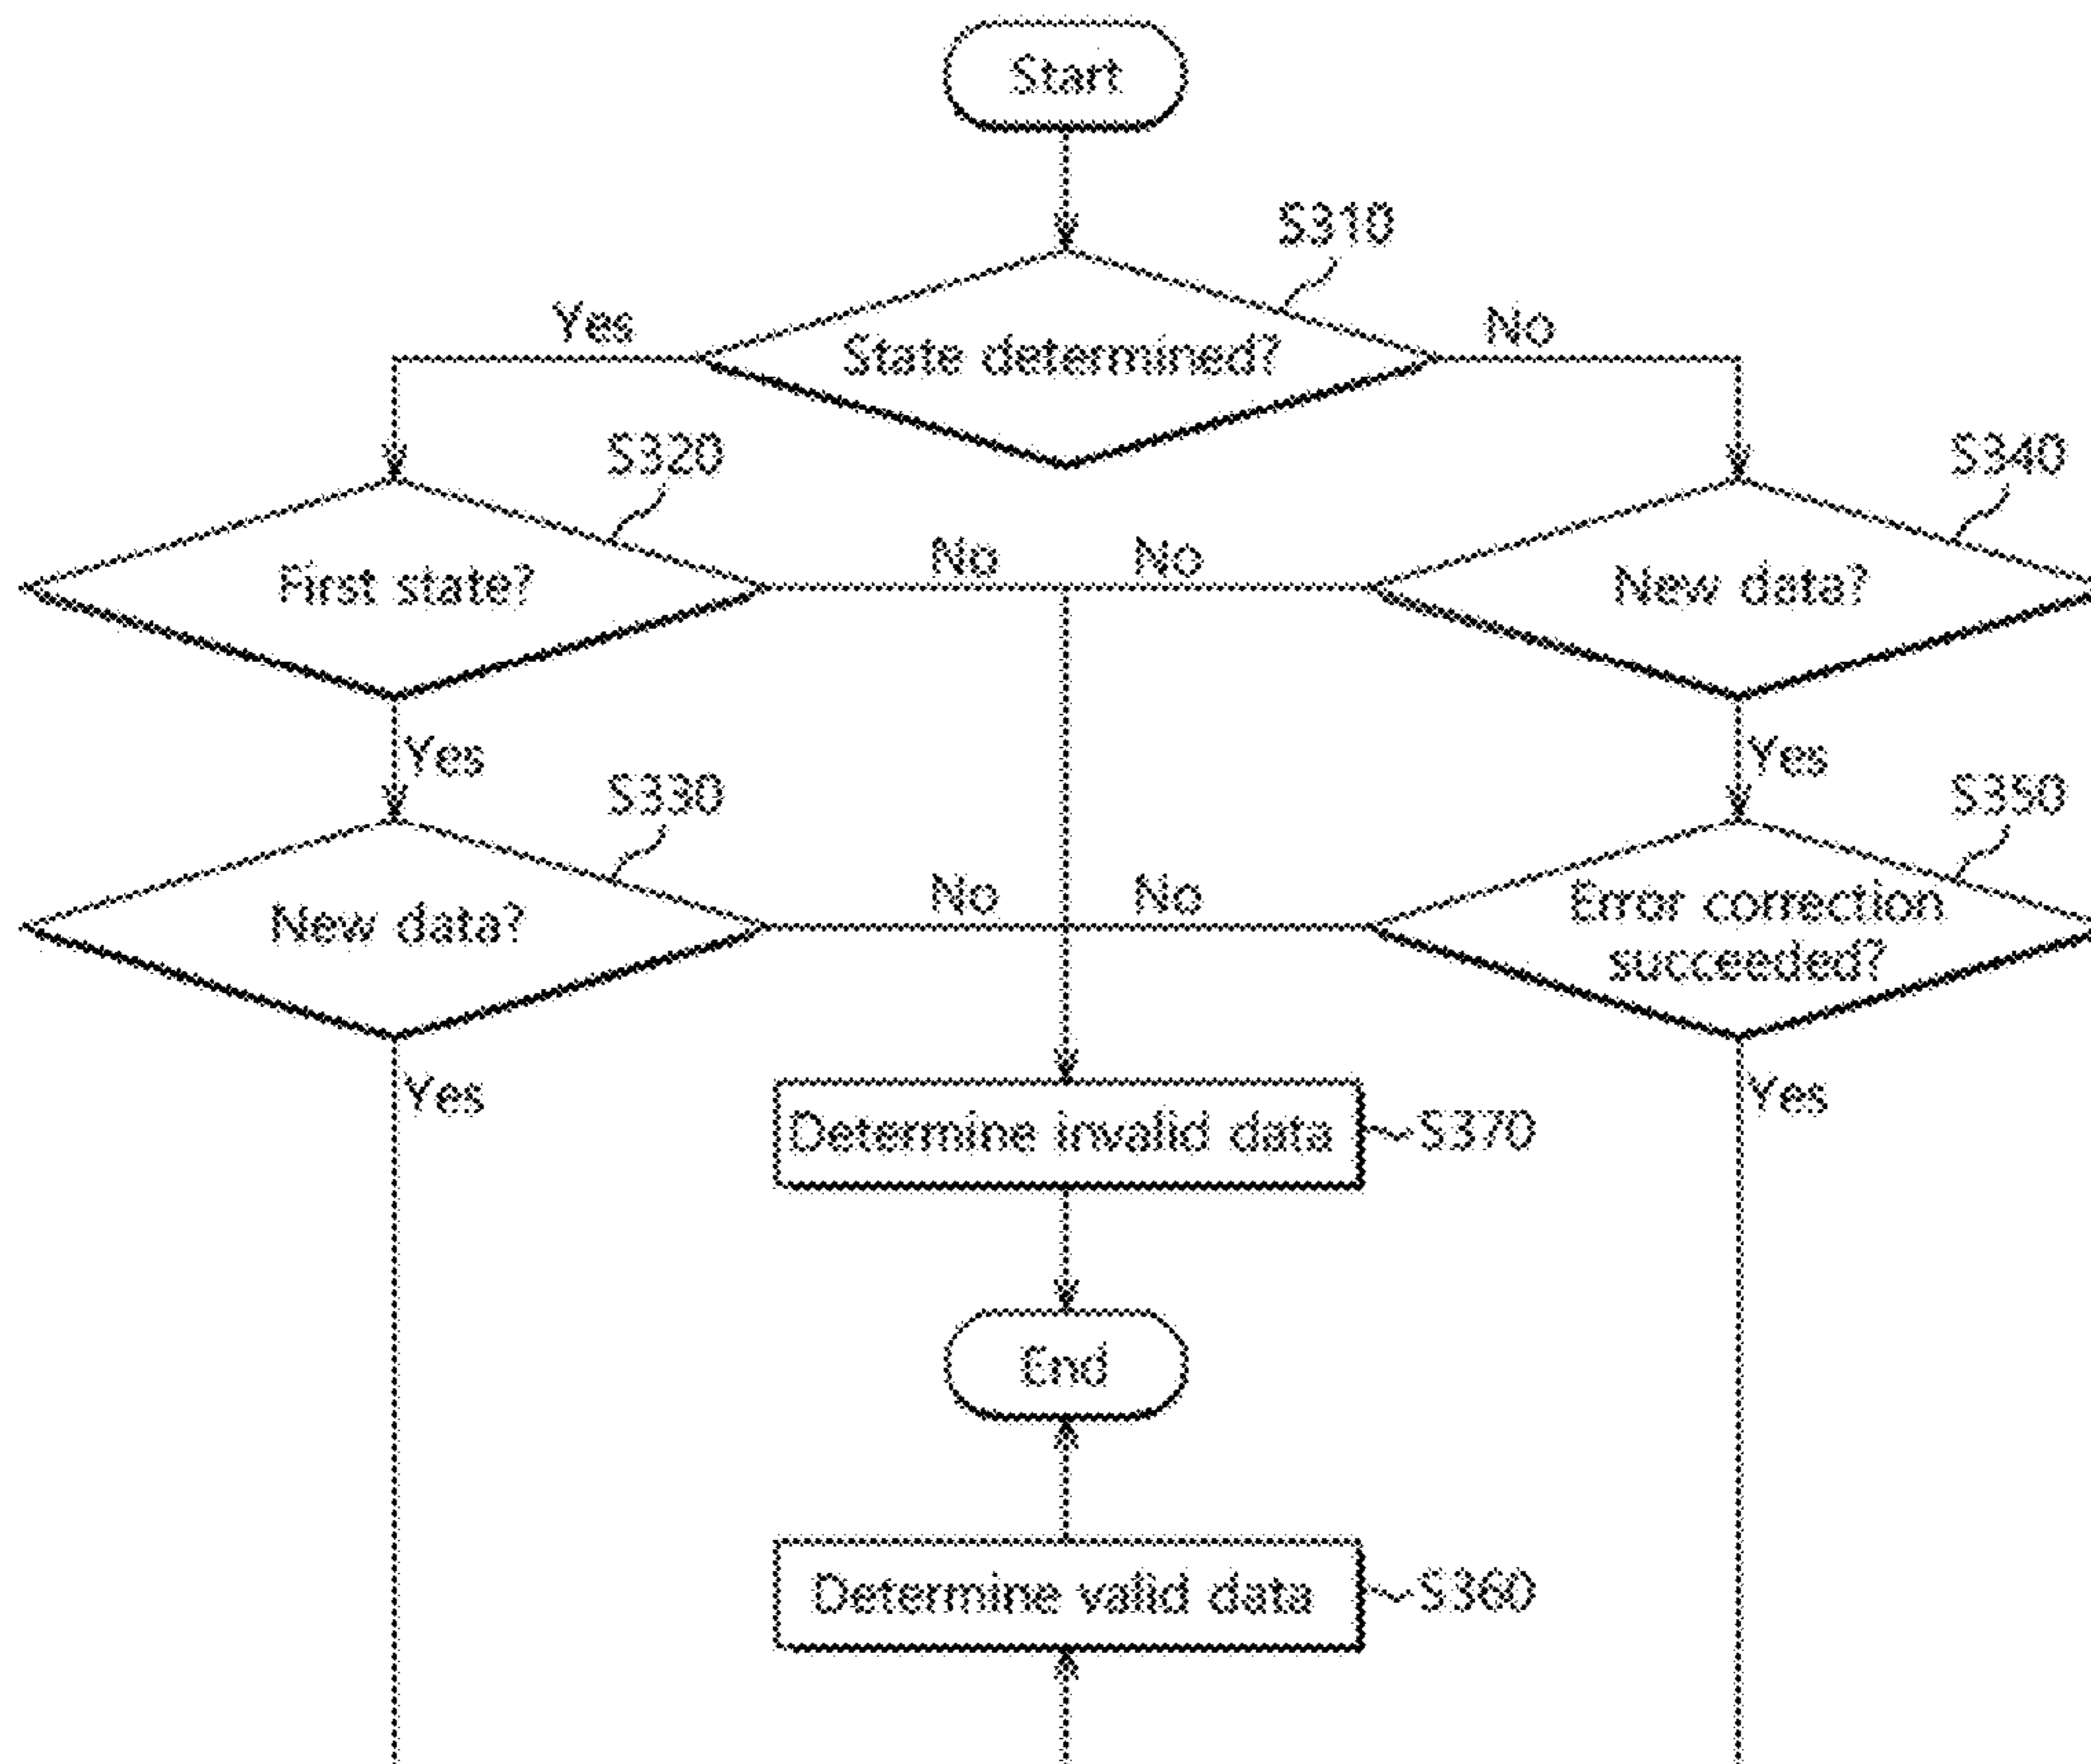 Start
S310
Yes
State determined?
No
S320
S340
First state?
No
No
New data?
Yes
S330
Yes
S350
New data?
No
No
Error correction
succeeded?
Yes
Yes
Determine invalid data
S370
End
Determine valid data
S360